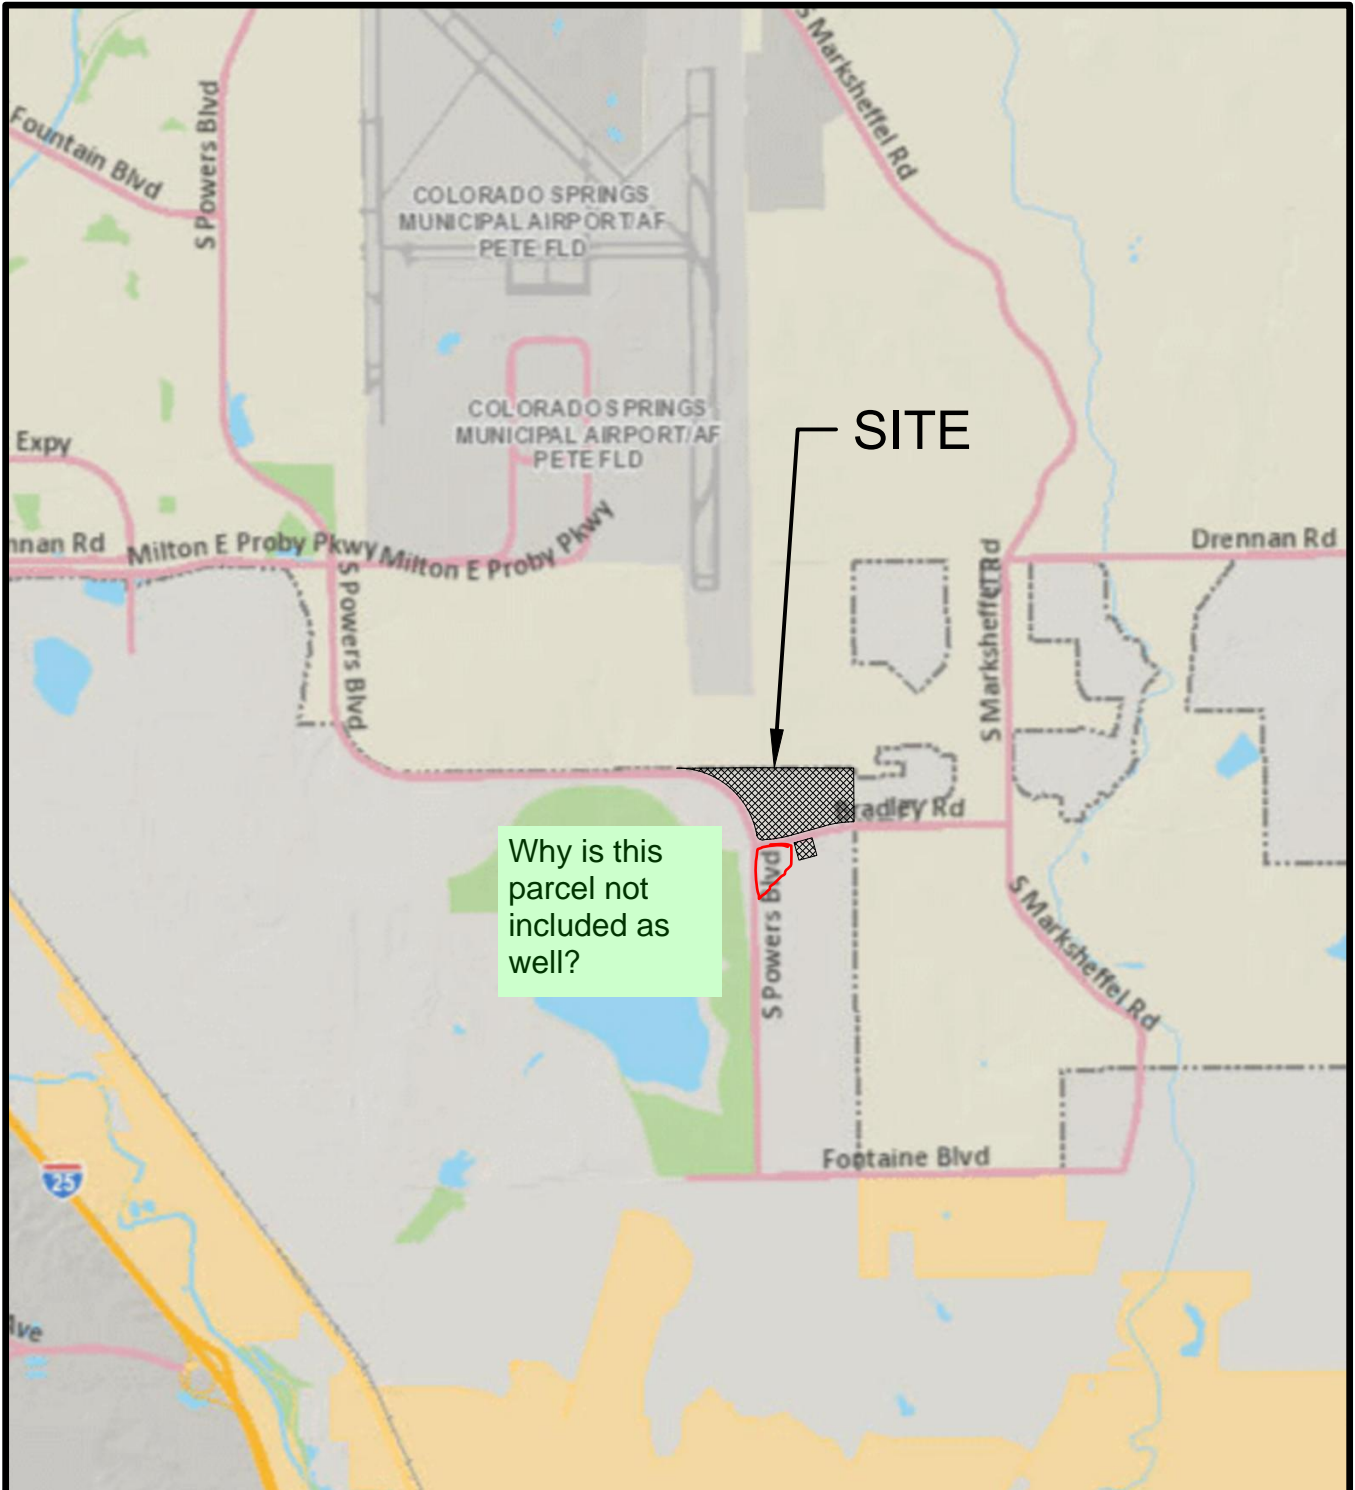 S Marksheffel Rd
S Powers Blvd
Fountain Blvd
COLORADO SPRINGS
MUNICIPAL AIRPORT/AF
PETE FLD
COLORADO SPRINGS
MUNICIPAL AIRPORT/AF
PETE FLD
SITE
Expy
nnan Rd
Milton E Proby Pkwy
Milton E Proby Pkwy
Drennan Rd
S Marksheffel Rd
S Powers Blvd
Bradley Rd
Why is this
parcel not
included as
well?
S Powers Blvd
S Marksheffel Rd
Fontaine Blvd
25
Ave